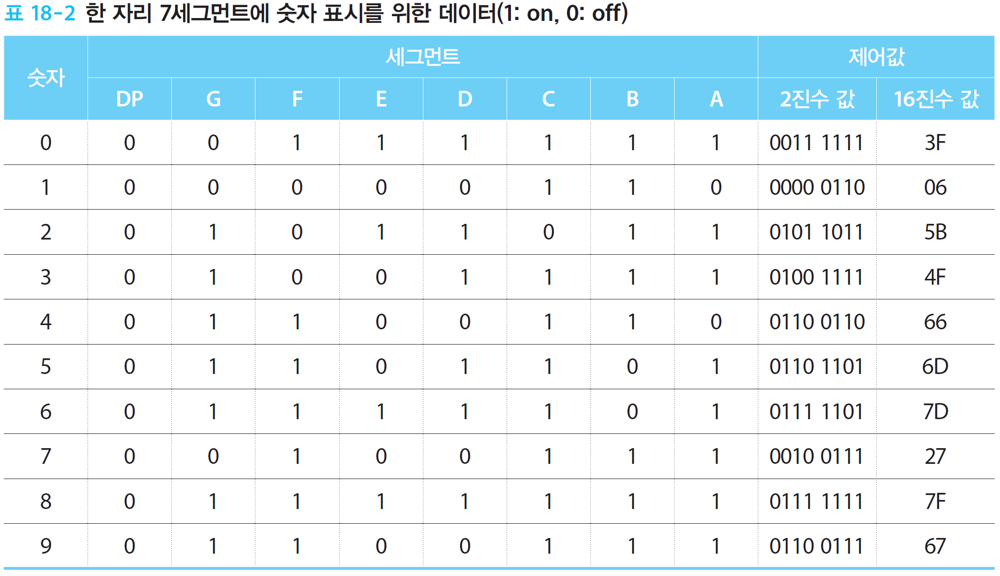 표 18-2 한 자리 7세그먼트에 숫자 표시를 위한 데이터(1: on, 0: off)
숫자 세그먼트 제어값
DP G F E D C B A 2진수 값 16진수 값
0 0 0 1 1 1 1 1 1 0011 1111 3F
1 0 0 0 0 0 1 1 0 0000 0110 06
2 0 1 0 1 1 0 1 1 0101 1011 5B
3 0 1 0 0 1 1 1 1 0100 1111 4F
4 0 1 1 0 0 1 1 0 0110 0110 66
5 0 1 1 0 1 1 0 1 0110 1101 6D
6 0 1 1 1 1 1 0 1 0111 1101 7D
7 0 0 1 0 0 1 1 1 0010 0111 27
8 0 1 1 1 1 1 1 1 0111 1111 7F
9 0 1 1 0 0 1 1 1 0110 0111 67